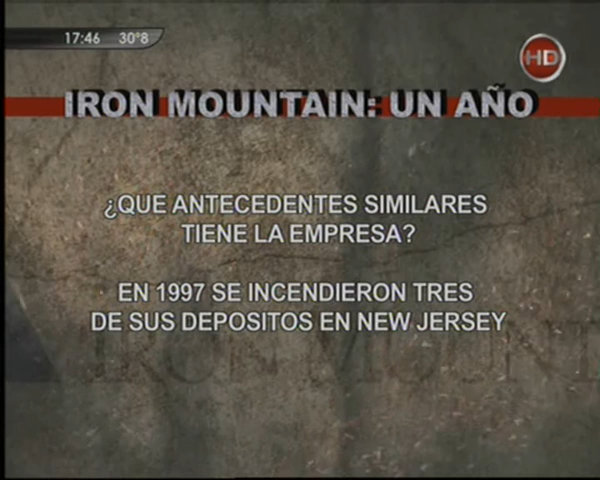 17:46 30°8
HD
IRON MOUNTAIN: UN AÑO
¿QUE ANTECEDENTES SIMILARES
TIENE LA EMPRESA?
EN 1997 SE INCENDIERON TRES
DE SUS DEPOSITOS EN NEW JERSEY